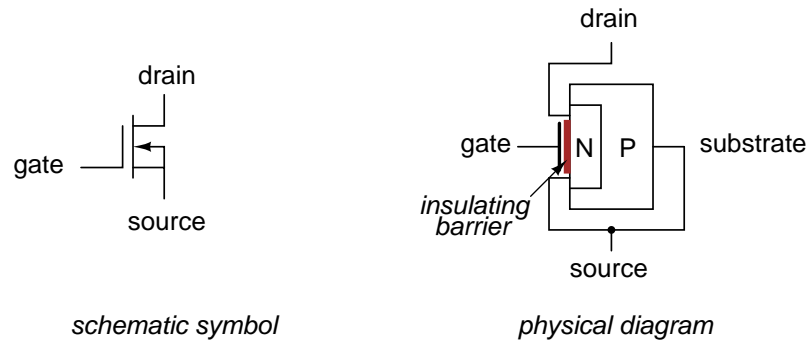 drain
gate
source
schematic symbol
drain
gate
N
P
substrate
insulating
barrier
source
physical diagram